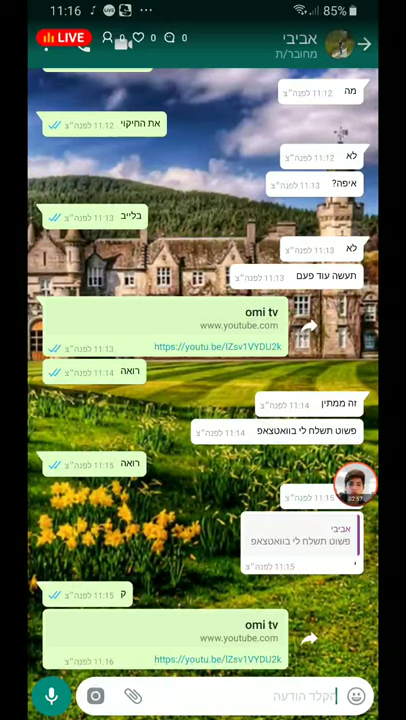 11:16
LIVE
85%
LIVE 0 0 0
אביבי
מחובר/ת
מה
11:12 לפנה״צ
את החיקוי
11:12 לפנה״צ
לא
11:12 לפנה״צ
איפה?
11:13 לפנה״צ
בלייב
11:13 לפנה״צ
לא
11:13 לפנה״צ
תעשה עוד פעם
11:13 לפנה״צ
omi tv
www.youtube.com
https://youtu.be/lZsv1VYDU2k
11:13 לפנה״צ
רואה
11:14 לפנה״צ
זה ממתין
11:14 לפנה״צ
פשוט תשלח לי בוואטצאפ
11:14 לפנה״צ
רואה
11:15 לפנה״צ
11:15
02:57
אביבי
פשוט תשלח לי בוואטצאפ
11:15 לפנה״צ
ק
11:15 לפנה״צ
omi tv
www.youtube.com
https://youtu.be/lZsv1VYDU2k
11:16 לפנה״צ
הקלד הודעה